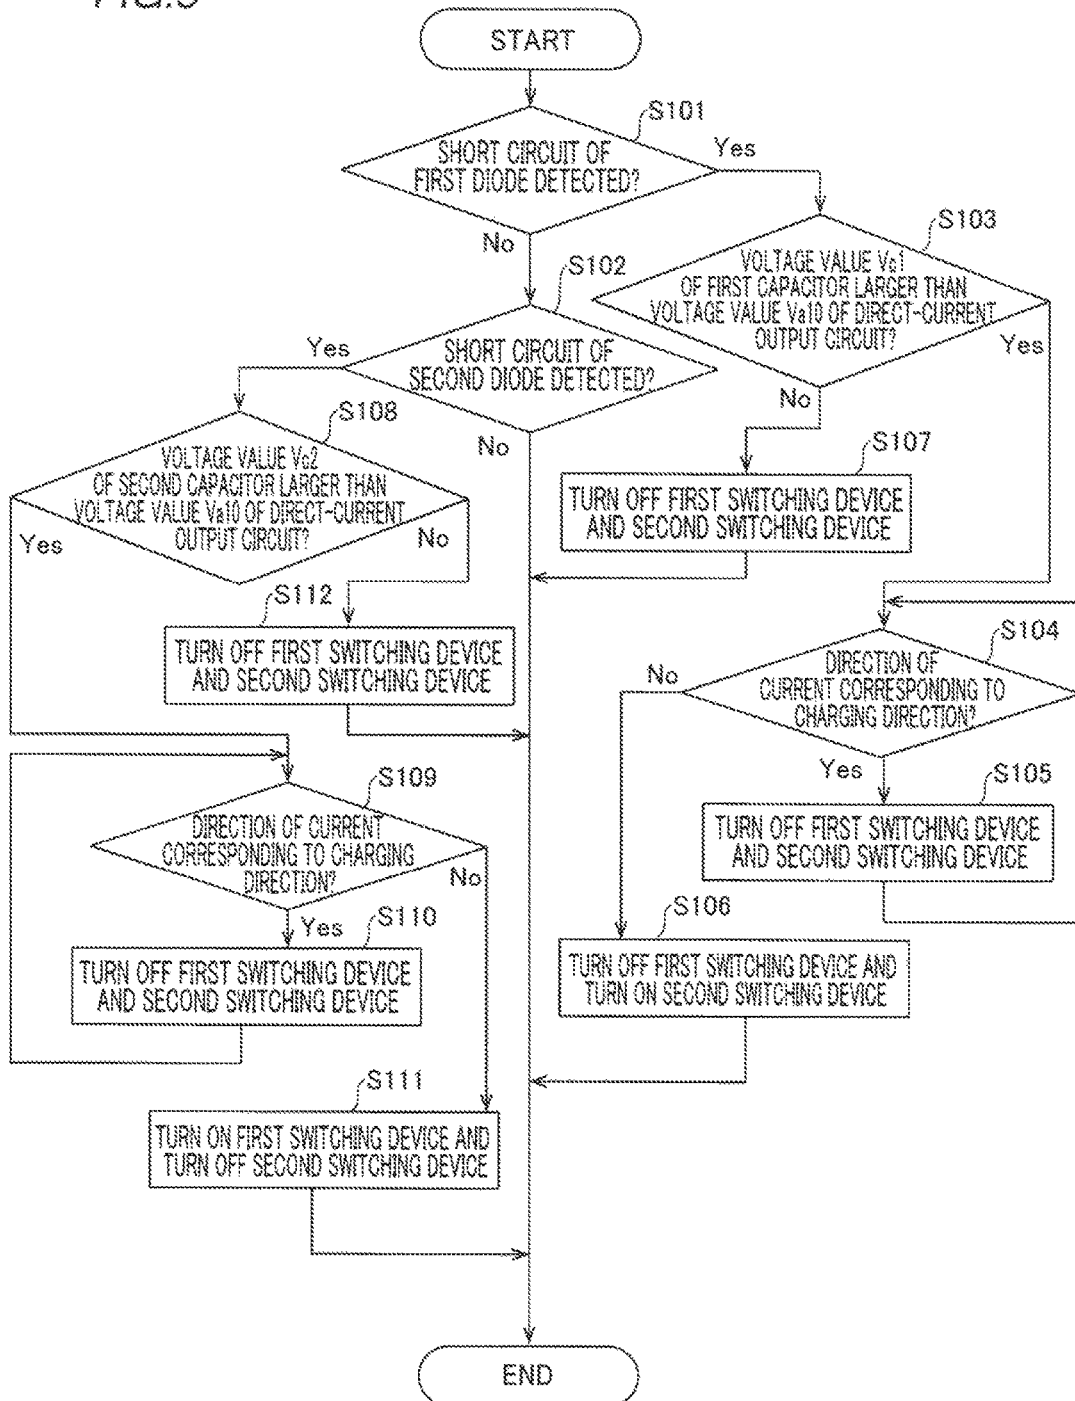 START
S101
SHORT CIRCUIT OF
FIRST DIODE DETECTED?
Yes
No
S103
VOLTAGE VALUE Vc1
OF FIRST CAPACITOR LARGER THAN
VOLTAGE VALUE Va10 OF DIRECT-CURRENT
OUTPUT CIRCUIT?
Yes
No
S102
SHORT CIRCUIT OF
SECOND DIODE DETECTED?
Yes
No
S108
VOLTAGE VALUE Vc2
OF SECOND CAPACITOR LARGER THAN
VOLTAGE VALUE Va10 OF DIRECT-CURRENT
OUTPUT CIRCUIT?
Yes
No
S107
TURN OFF FIRST SWITCHING DEVICE
AND SECOND SWITCHING DEVICE
S112
TURN OFF FIRST SWITCHING DEVICE
AND SECOND SWITCHING DEVICE
S104
DIRECTION OF
CURRENT CORRESPONDING TO
CHARGING DIRECTION?
No
Yes
S105
TURN OFF FIRST SWITCHING DEVICE
AND SECOND SWITCHING DEVICE
S109
DIRECTION OF CURRENT
CORRESPONDING TO CHARGING
DIRECTION?
No
Yes
S110
TURN OFF FIRST SWITCHING DEVICE
AND SECOND SWITCHING DEVICE
S106
TURN OFF FIRST SWITCHING DEVICE AND
TURN ON SECOND SWITCHING DEVICE
S111
TURN ON FIRST SWITCHING DEVICE AND
TURN OFF SECOND SWITCHING DEVICE
END